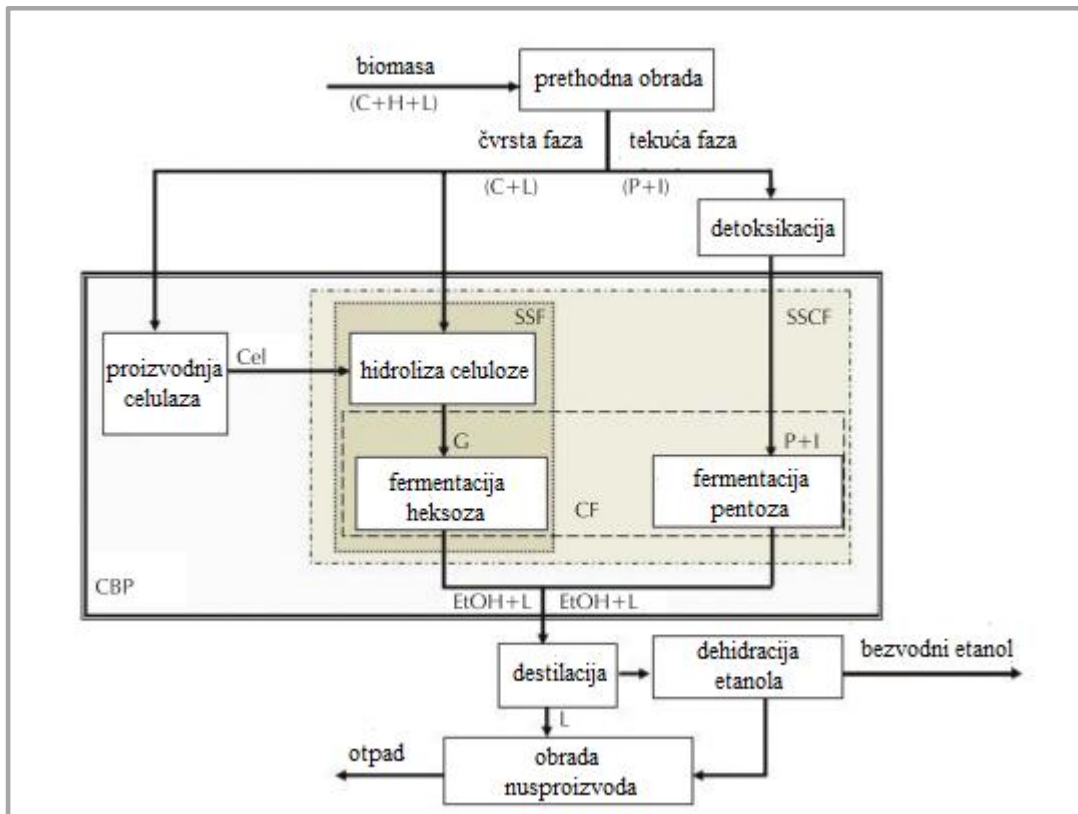 biomasa
(C+H+L)
prethodna obrada
čvrsta faza
tekuća faza
(C+L)
(P+I)
detoksikacija
SSF
SSCF
proizvodnja
celulaza
Cel
hidroliza celuloze
G
P+I
fermentacija
heksoza
CF
fermentacija
pentoza
CBP
EtOH+L
EtOH+L
destilacija
dehidracija
etanola
bezvodni etanol
L
otpad
obrada
nusproizvoda